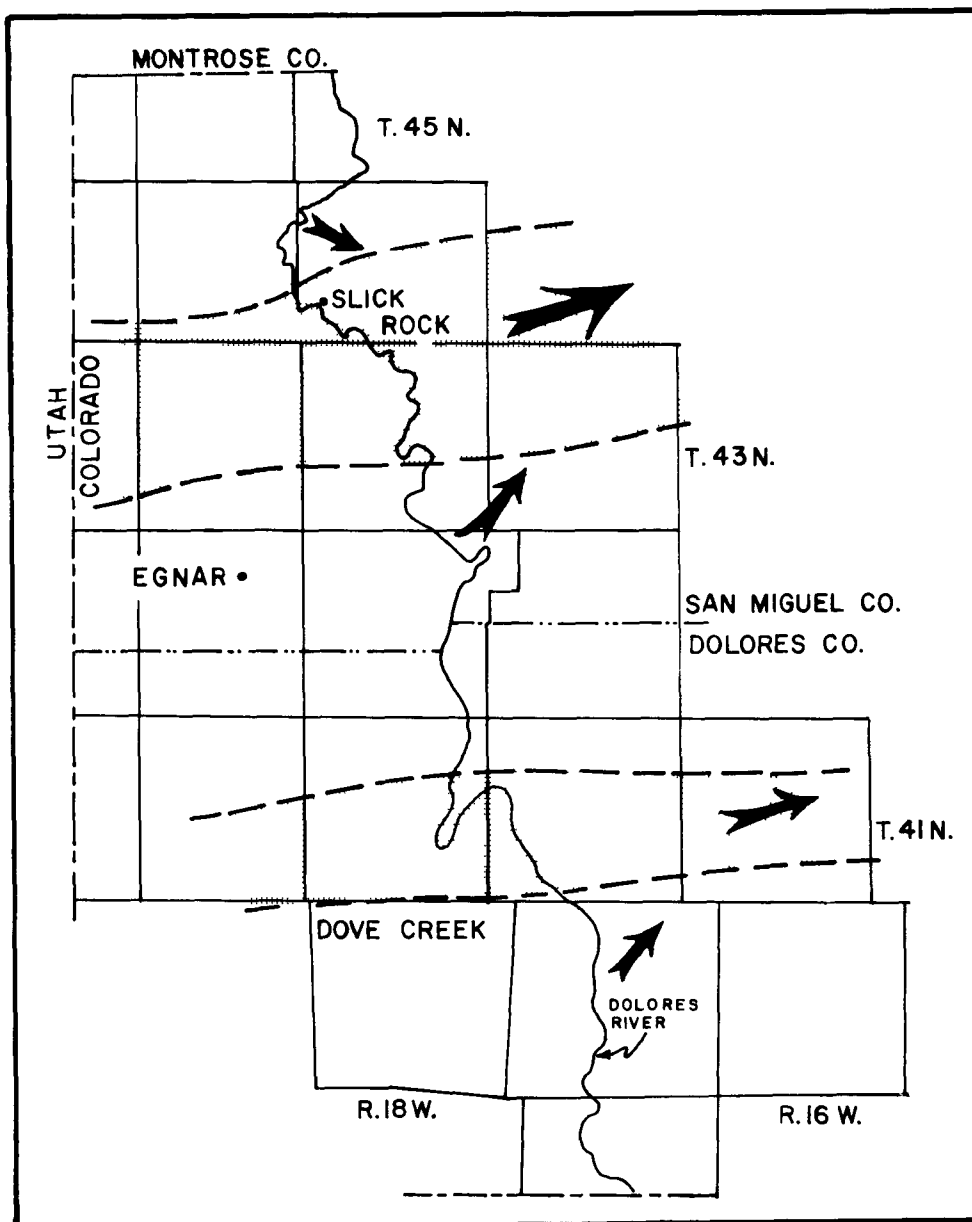 MONTROSE CO.
T. 45 N.
SLICK
ROCK
UTAH
COLORADO
T. 43 N.
EGNAR
SAN MIGUEL CO.
DOLORES CO.
T. 41 N.
DOVE CREEK
DOLORES
RIVER
R. 18 W.
R. 16 W.